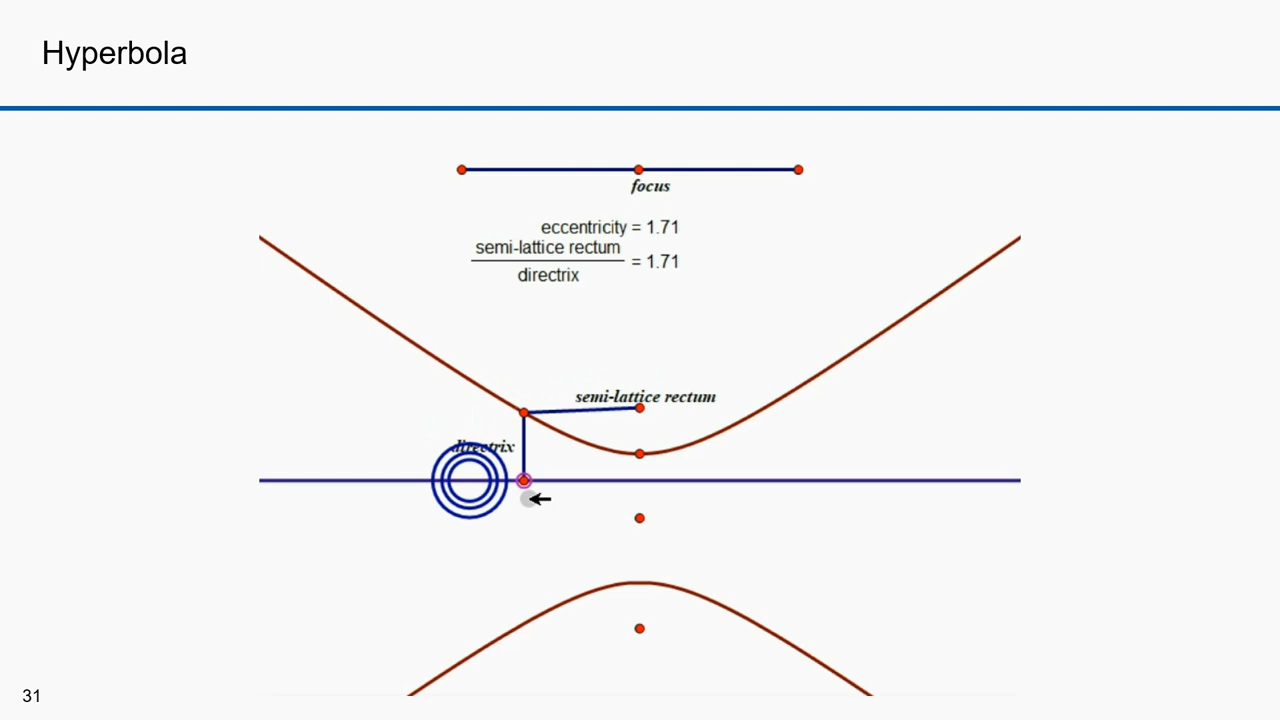 Hyperbola
focus
eccentricity = 1.71
semi-lattice rectum
= 1.71
directrix
semi-lattice rectum
directrix
31